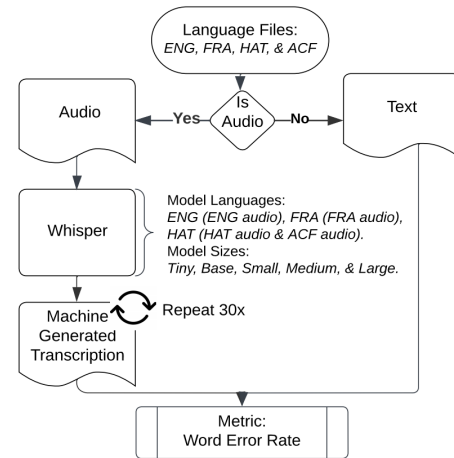 Language Files:
ENG, FRA, HAT, & ACF
Is
Audio
Yes
No
Audio
Text
Whisper
Model Languages:
ENG (ENG audio), FRA (FRA audio),
HAT (HAT audio & ACF audio).
Model Sizes:
Tiny, Base, Small, Medium, & Large.
Machine
Generated
Transcription
Repeat 30x
Metric:
Word Error Rate